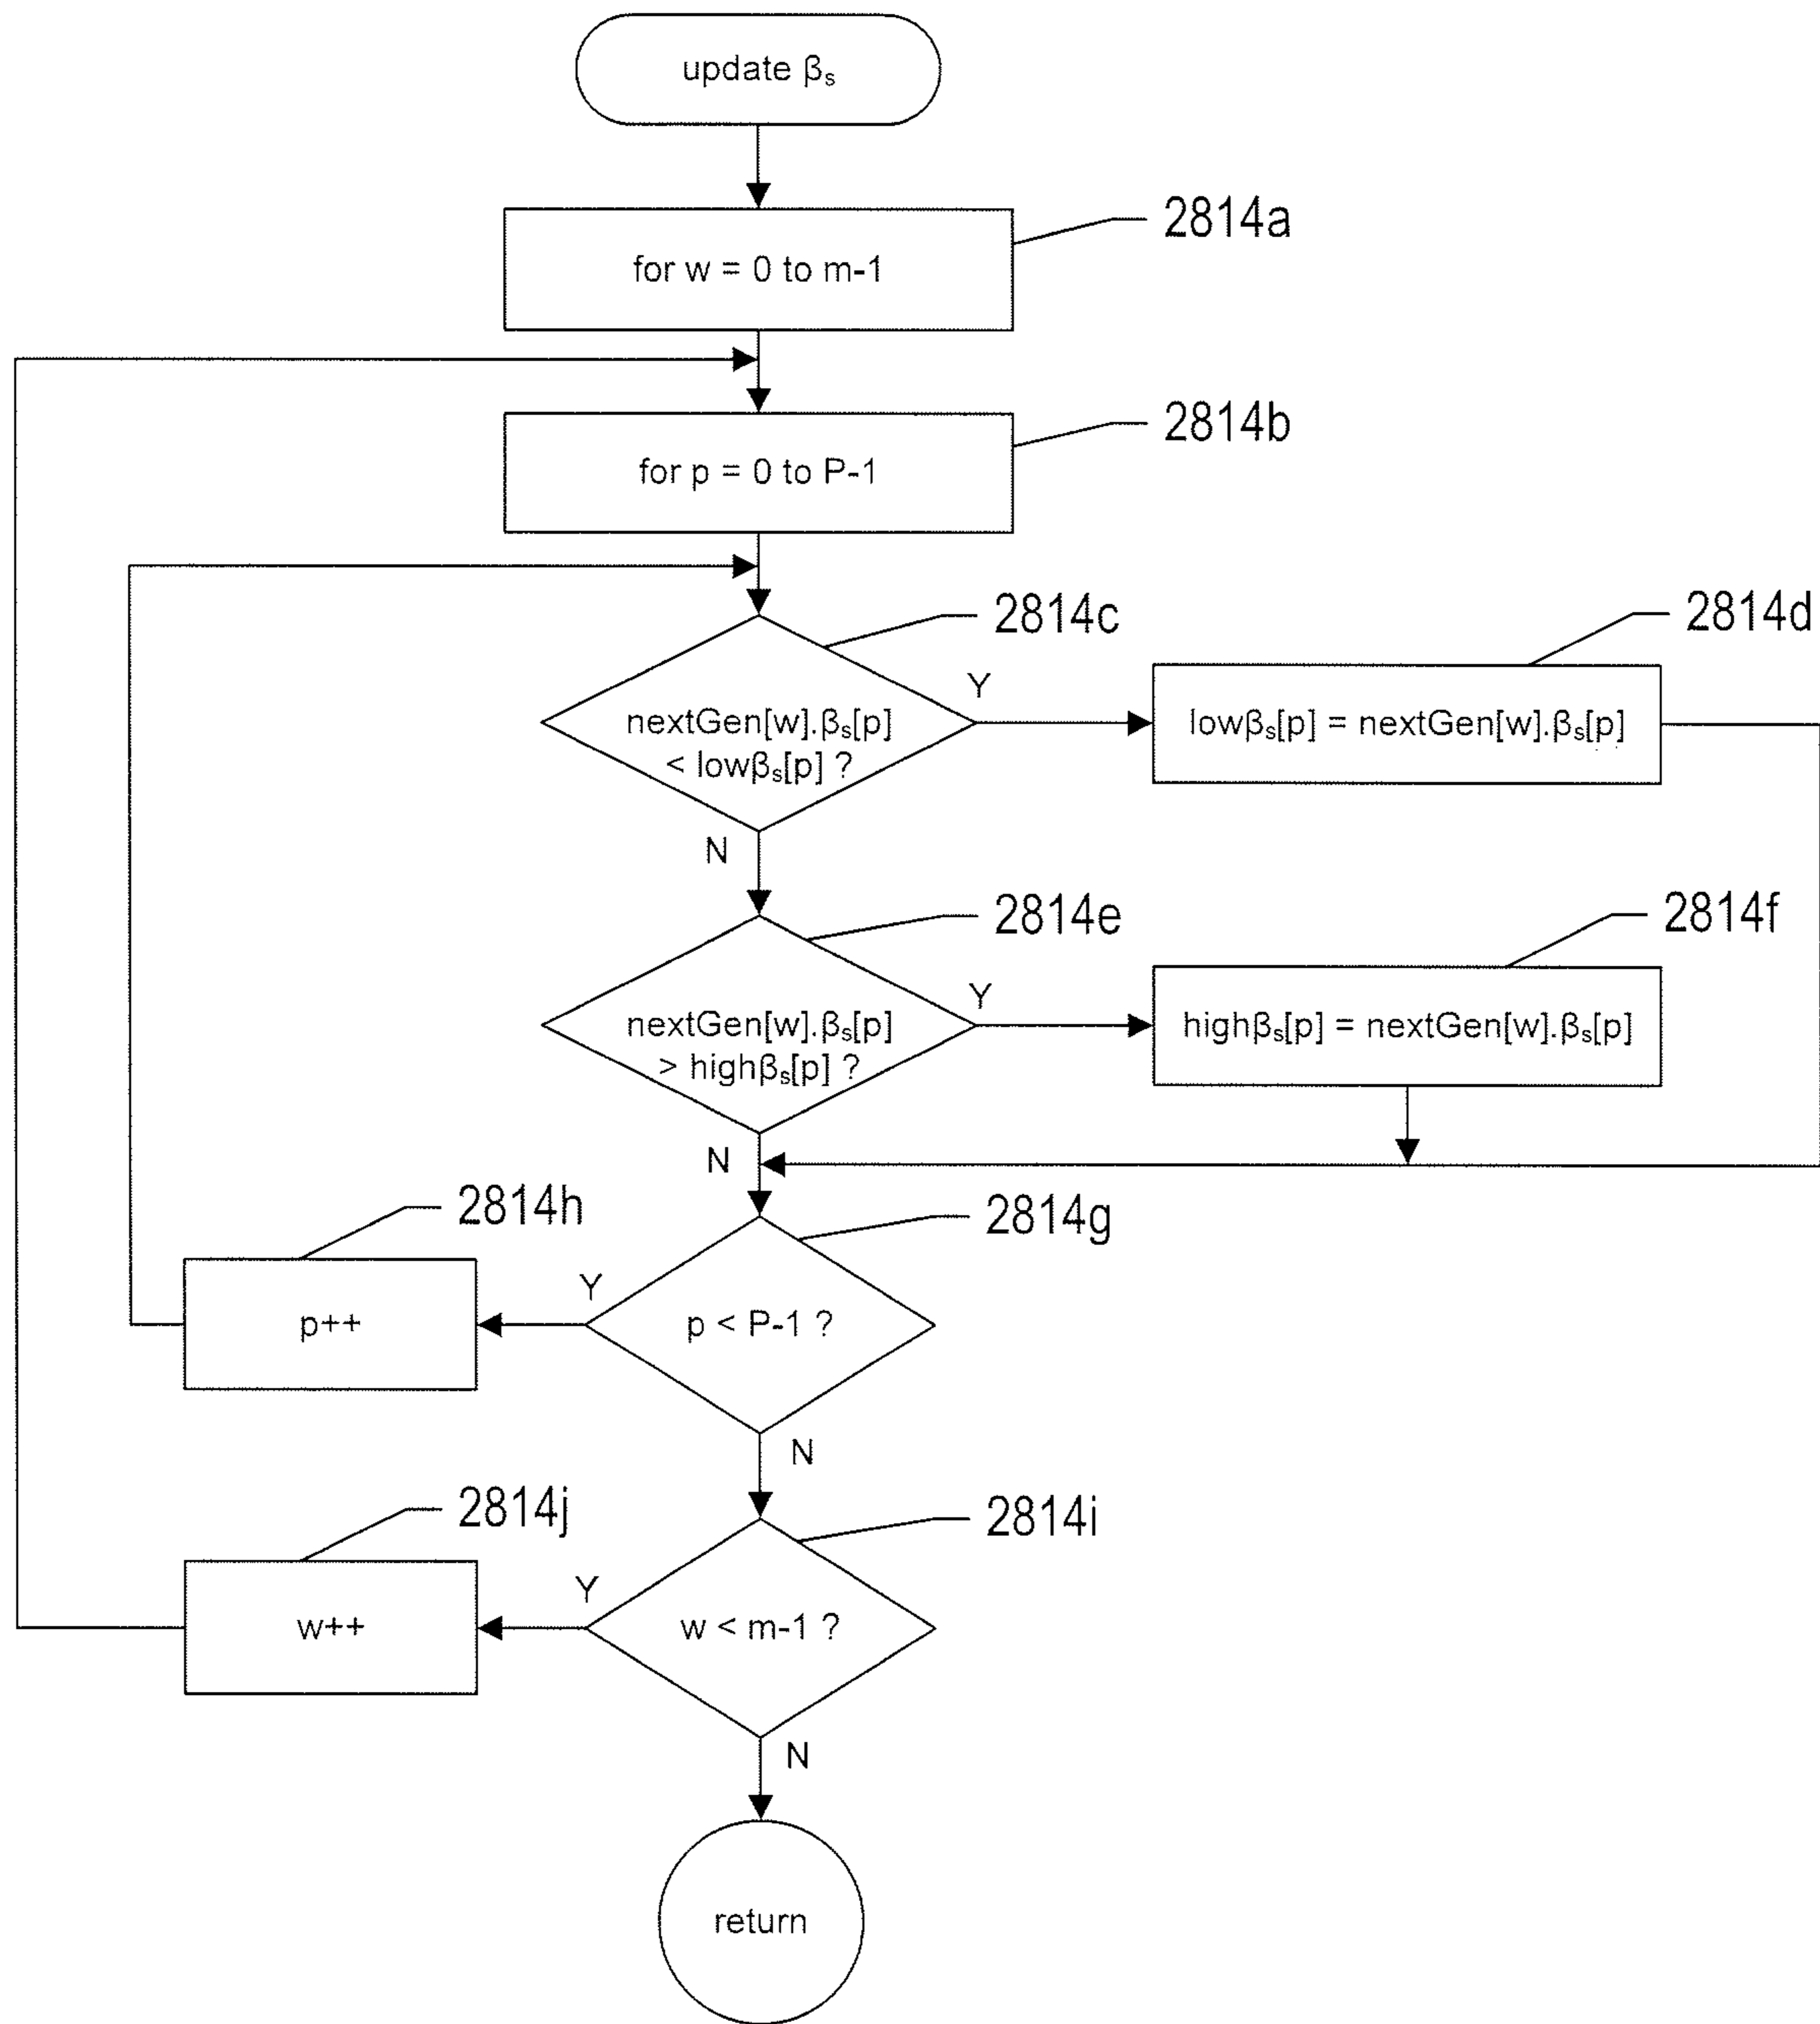 update βₛ
2814a
for w = 0 to m-1
2814b
for p = 0 to P-1
2814c
2814d
Y
nextGen[w].βₛ[p]
< lowβₛ[p] ?
lowβₛ[p] = nextGen[w].βₛ[p]
N
2814e
2814f
Y
nextGen[w].βₛ[p]
> highβₛ[p] ?
highβₛ[p] = nextGen[w].βₛ[p]
N
2814h
2814g
Y
p++
p < P-1 ?
N
2814j
2814i
Y
w++
w < m-1 ?
N
return